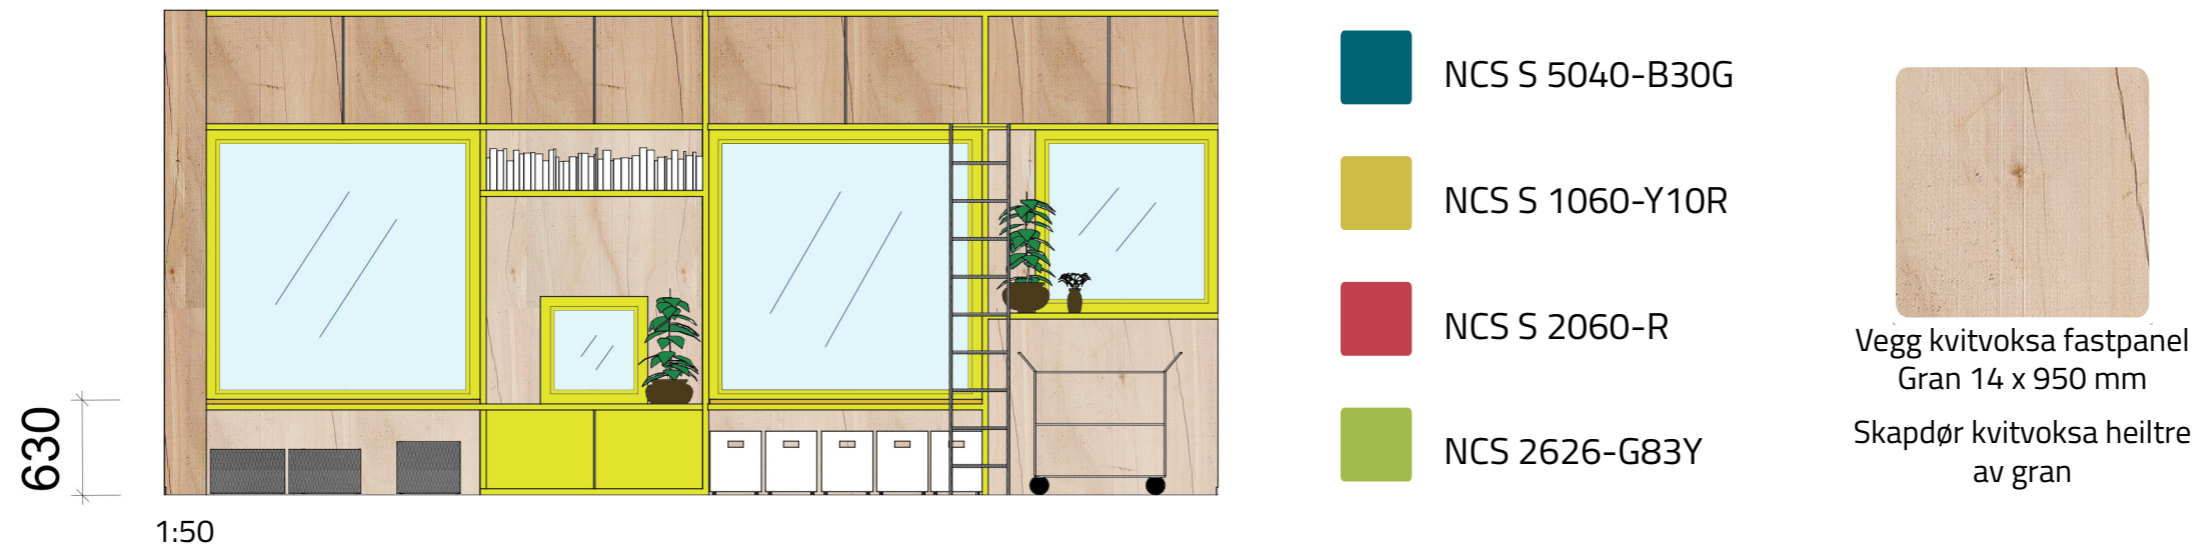 630
1:50
NCS S 5040-B30G
NCS S 1060-Y10R
NCS S 2060-R
NCS 2626-G83Y
Vegg kvitvoksa fastpanel
Gran 14 x 950 mm
Skapdør kvitvoksa heiltre
av gran